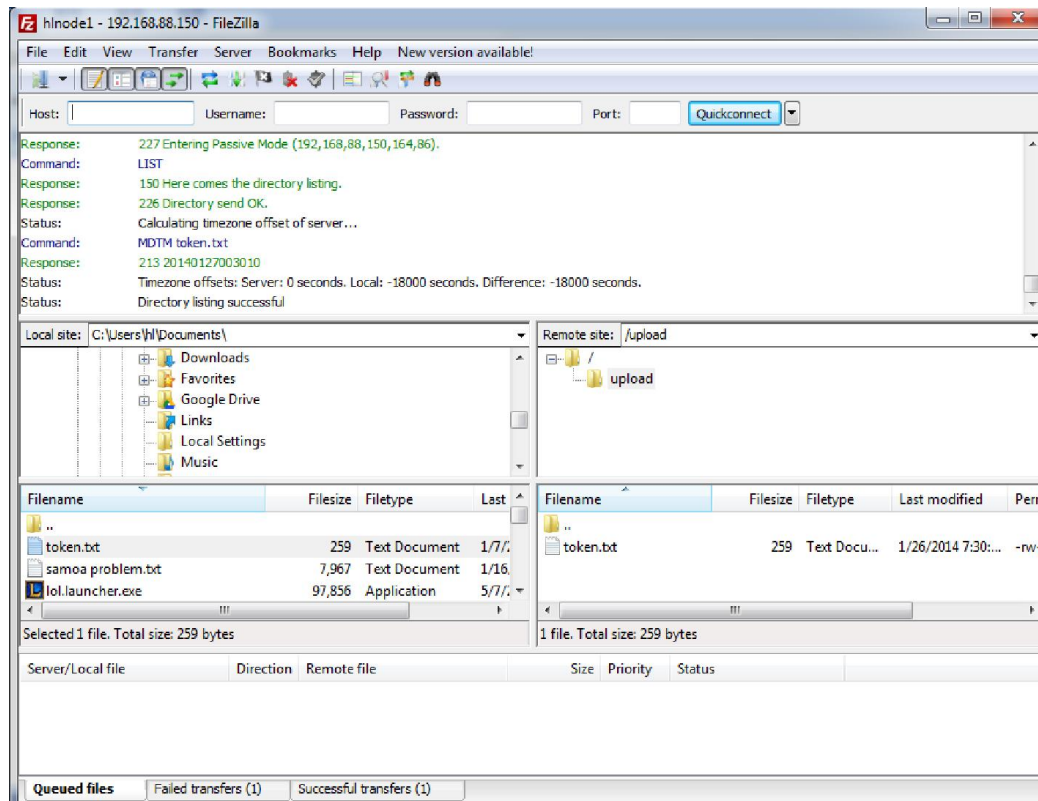 hlnode1 - 192.168.88.150 - FileZilla
File Edit View Transfer Server Bookmarks Help New version available!
Host: Username: Password: Port: Quickconnect
Response: 227 Entering Passive Mode (192,168,88,150,164,86).
Command: LIST
Response: 150 Here comes the directory listing.
Response: 226 Directory send OK.
Status: Calculating timezone offset of server...
Command: MDTM token.txt
Response: 213 20140127003010
Status: Timezone offsets: Server: 0 seconds. Local: -18000 seconds. Difference: -18000 seconds.
Status: Directory listing successful
Local site: C:\Users\hl\Documents\
Downloads
Favorites
Google Drive
Links
Local Settings
Music
Remote site: /upload
/
upload
Filename Filesize Filetype Last
..
token.txt 259 Text Document 1/7/
samoa problem.txt 7,967 Text Document 1/16
lol.launcher.exe 97,856 Application 5/7/
Selected 1 file. Total size: 259 bytes
Filename Filesize Filetype Last modified Per
..
token.txt 259 Text Docu... 1/26/2014 7:30:... -rw-
1 file. Total size: 259 bytes
Server/Local file Direction Remote file Size Priority Status
Queued files Failed transfers (1) Successful transfers (1)